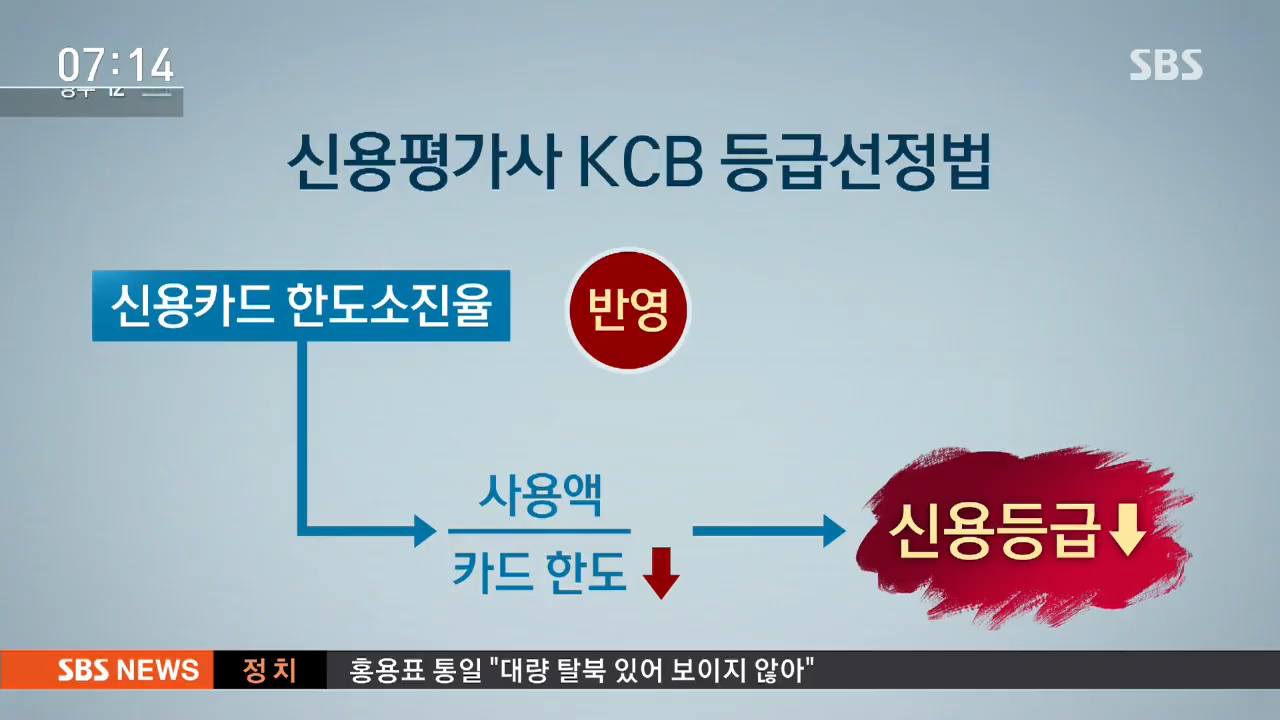 07:14
SBS
12
신용평가사 KCB 등급선정법
신용카드 한도소진율
반영
사용액
카드 한도
신용등급
SBS NEWS 정치 홍용표 통일 "대량 탈북 있어 보이지 않아"